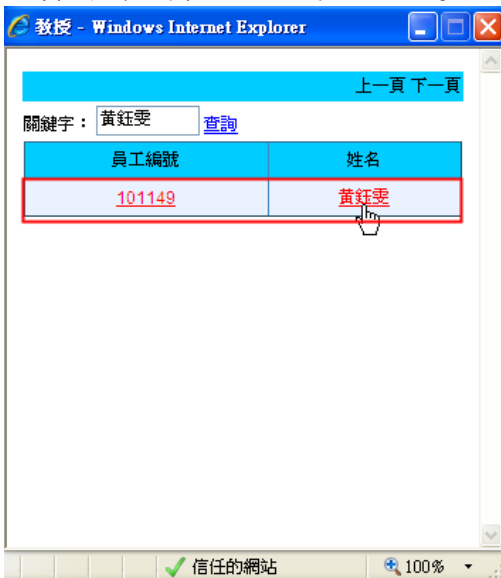 教授 - Windows Internet Explorer
上一頁 下一頁
關鍵字： 黃鈺雯 查詢
員工編號 姓名
101149 黃鈺雯
信任的網站 100%